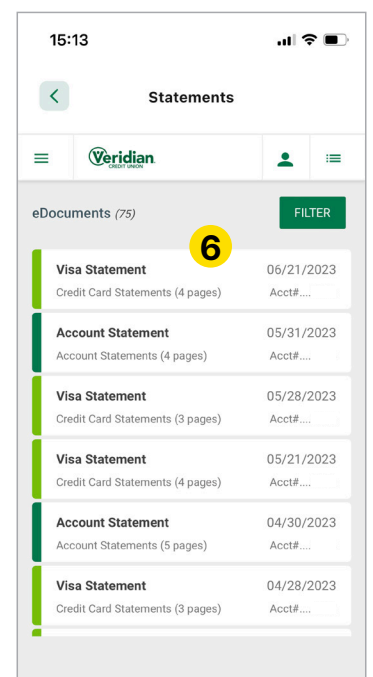 15:13
Statements
Veridian
CREDIT UNION
eDocuments (75)
FILTER
6
Visa Statement 06/21/2023
Credit Card Statements (4 pages) Acct#....
Account Statement 05/31/2023
Account Statements (4 pages) Acct#....
Visa Statement 05/28/2023
Credit Card Statements (3 pages) Acct#....
Visa Statement 05/21/2023
Credit Card Statements (4 pages) Acct#....
Account Statement 04/30/2023
Account Statements (5 pages) Acct#....
Visa Statement 04/28/2023
Credit Card Statements (3 pages) Acct#....